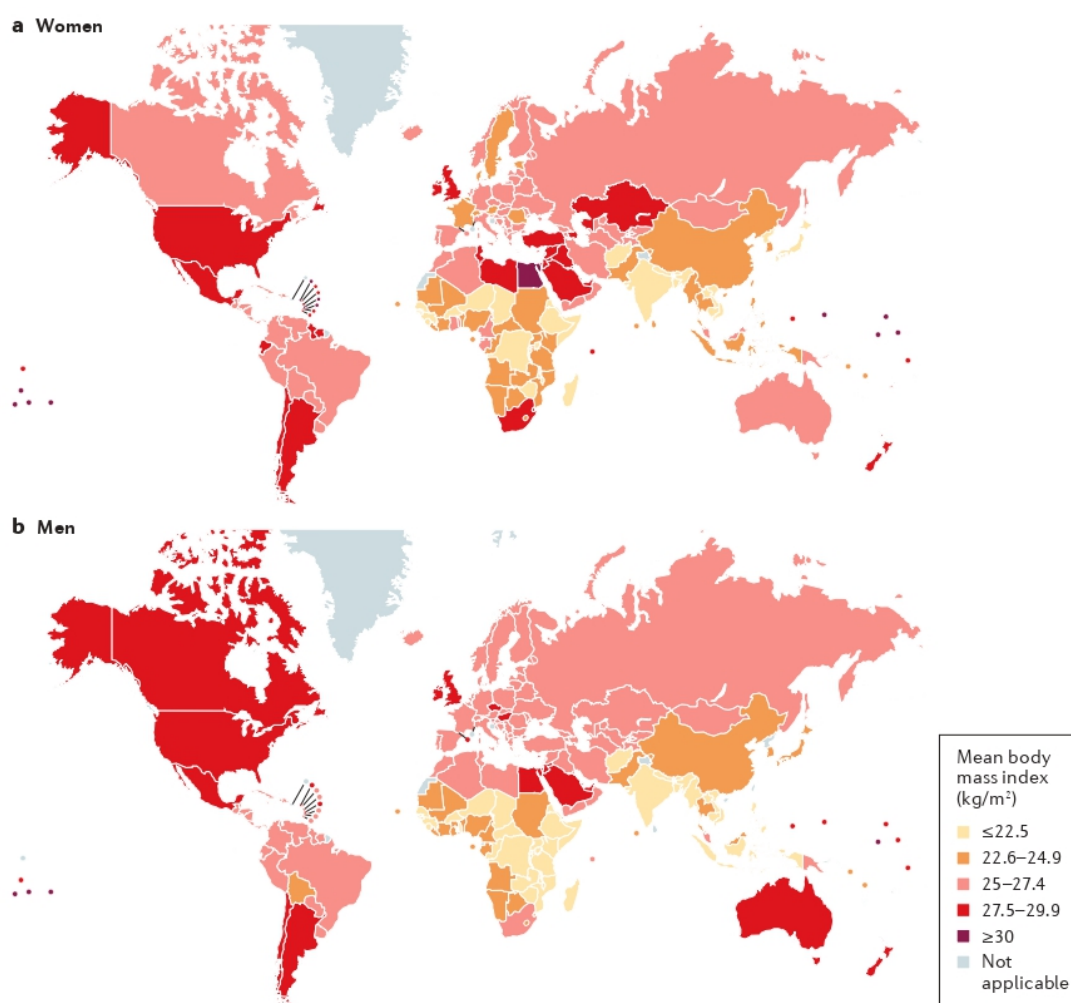 a Women
b Men
Mean body
mass index
(kg/m²)
≤22.5
22.6–24.9
25–27.4
27.5–29.9
≥30
Not
applicable